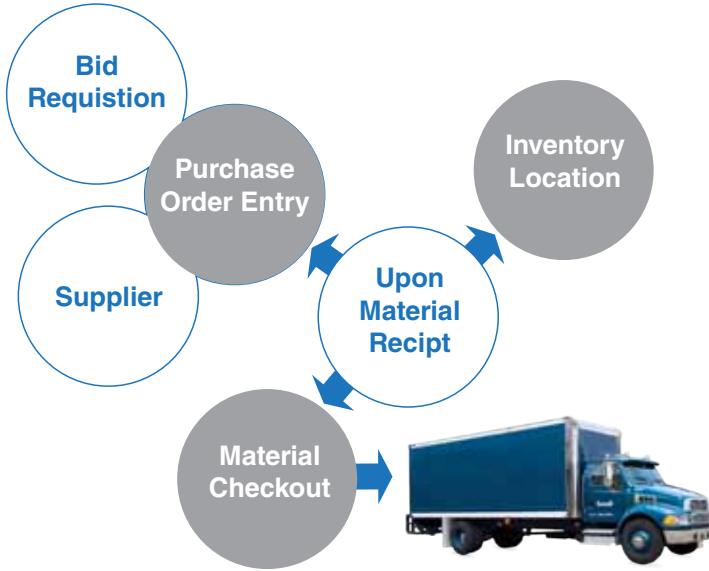 Bid
Requistion
Purchase
Order Entry
Inventory
Location
Supplier
Upon
Material
Recipt
Material
Checkout